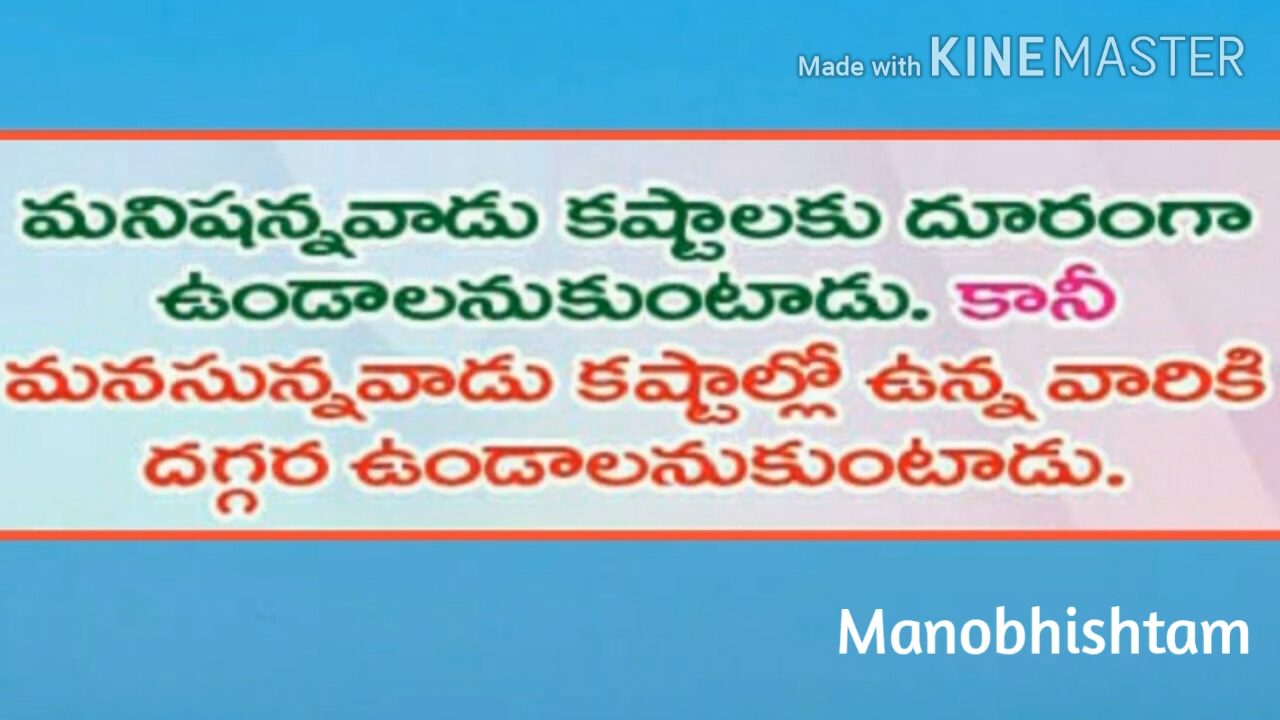 Made with KINEMASTER
మనిషన్నవాడు కష్టాలకు దూరంగా
ఉండాలనుకుంటాడు. కానీ
మనసున్నవాడు కష్టాల్లో ఉన్న వారికి
దగ్గర ఉండాలనుకుంటాడు.
Manobhishtam